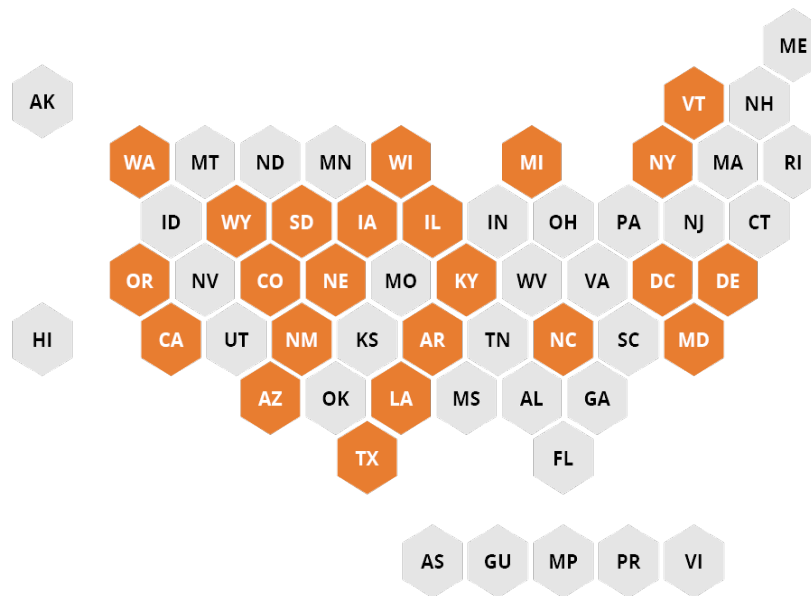 ME
AK VT NH
WA MT ND MN WI MI NY MA RI
ID WY SD IA IL IN OH PA NJ CT
OR NV CO NE MO KY WV VA DC DE
HI CA UT NM KS AR TN NC SC MD
AZ OK LA MS AL GA
TX FL
AS GU MP PR VI